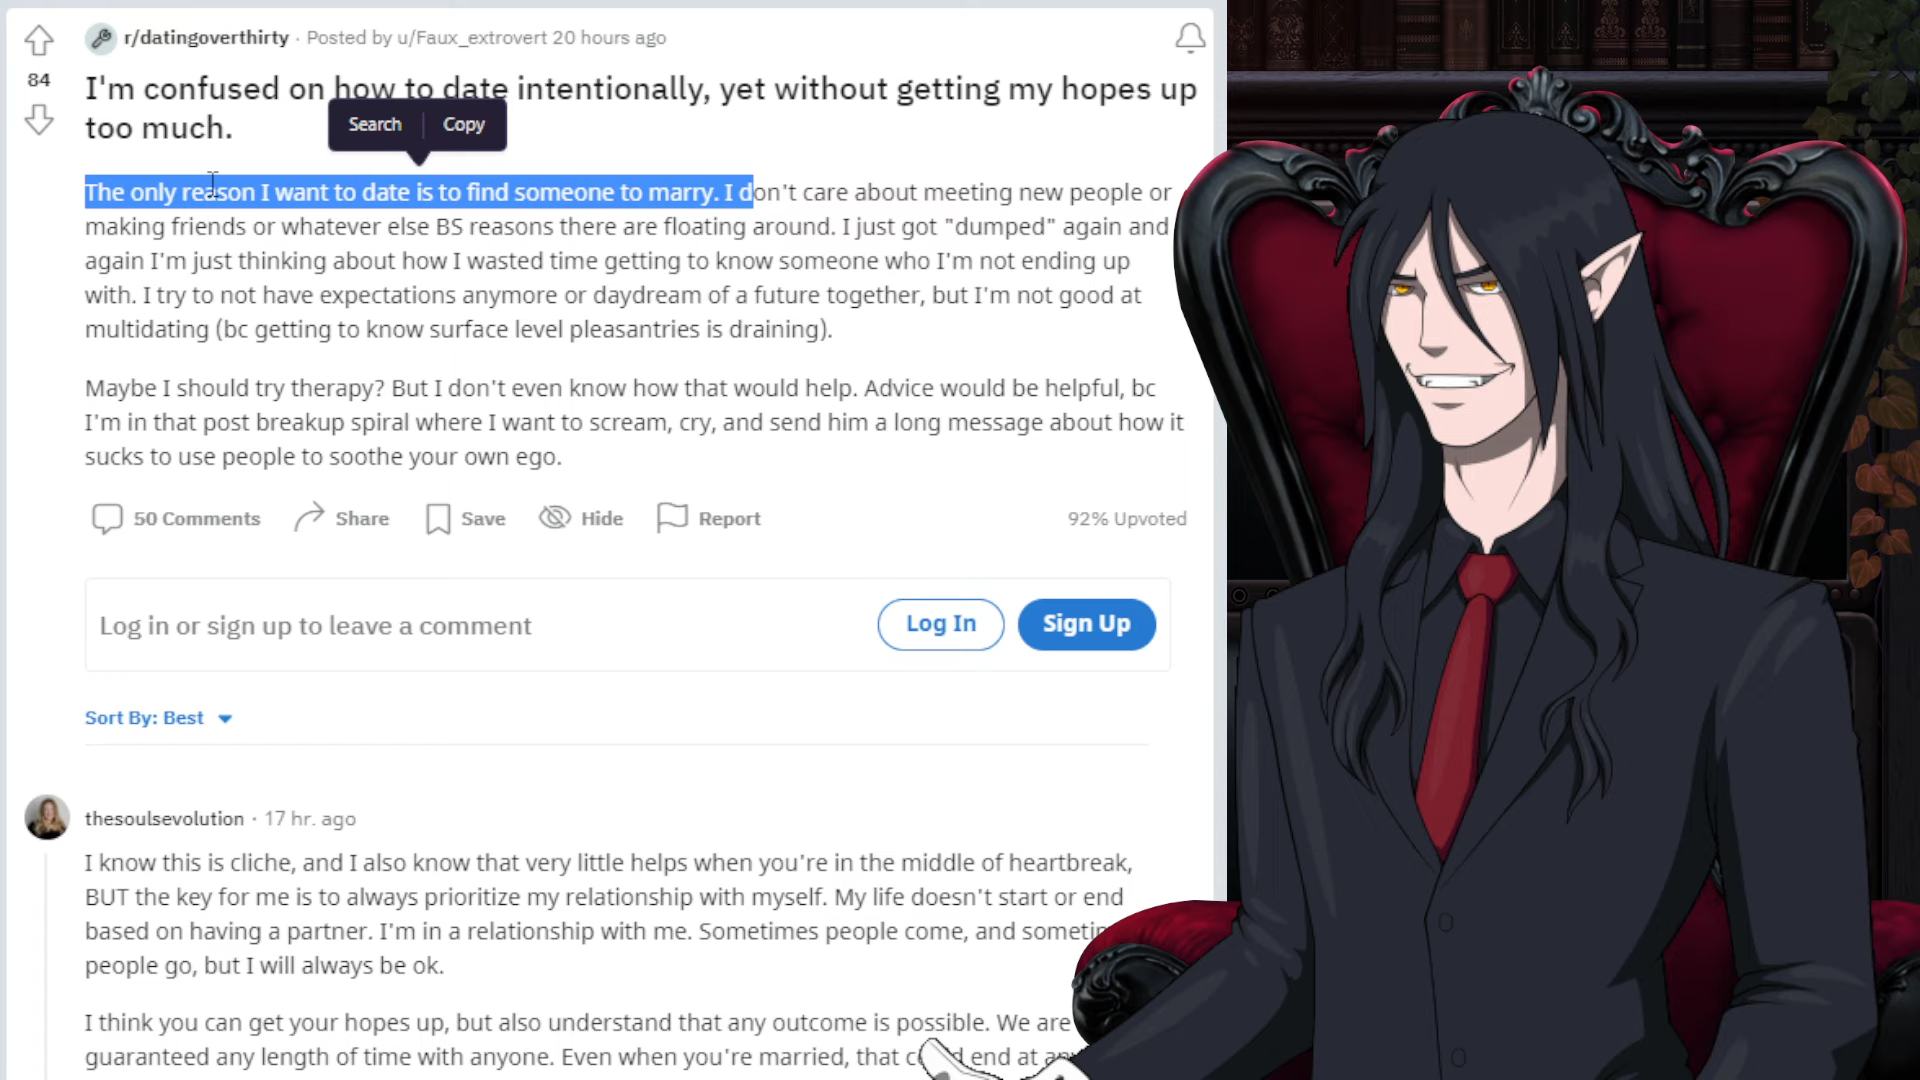 r/datingoverthirty · Posted by u/Faux_extrovert 20 hours ago
84
I'm confused on how to date intentionally, yet without getting my hopes up
too much.
Search Copy
The only reason I want to date is to find someone to marry. I don't care about meeting new people or
making friends or whatever else BS reasons there are floating around. I just got "dumped" again and
again I'm just thinking about how I wasted time getting to know someone who I'm not ending up
with. I try to not have expectations anymore or daydream of a future together, but I'm not good at
multidating (bc getting to know surface level pleasantries is draining).
Maybe I should try therapy? But I don't even know how that would help. Advice would be helpful, bc
I'm in that post breakup spiral where I want to scream, cry, and send him a long message about how it
sucks to use people to soothe your own ego.
50 Comments Share Save Hide Report 92% Upvoted
Log in or sign up to leave a comment Log In Sign Up
Sort By: Best
thesoulsevolution · 17 hr. ago
I know this is cliche, and I also know that very little helps when you're in the middle of heartbreak,
BUT the key for me is to always prioritize my relationship with myself. My life doesn't start or end
based on having a partner. I'm in a relationship with me. Sometimes people come, and
people go, but I will always be ok.
I think you can get your hopes up, but also understand that any outcome is possible. We are
guaranteed any length of time with anyone. Even when you're married, that end at